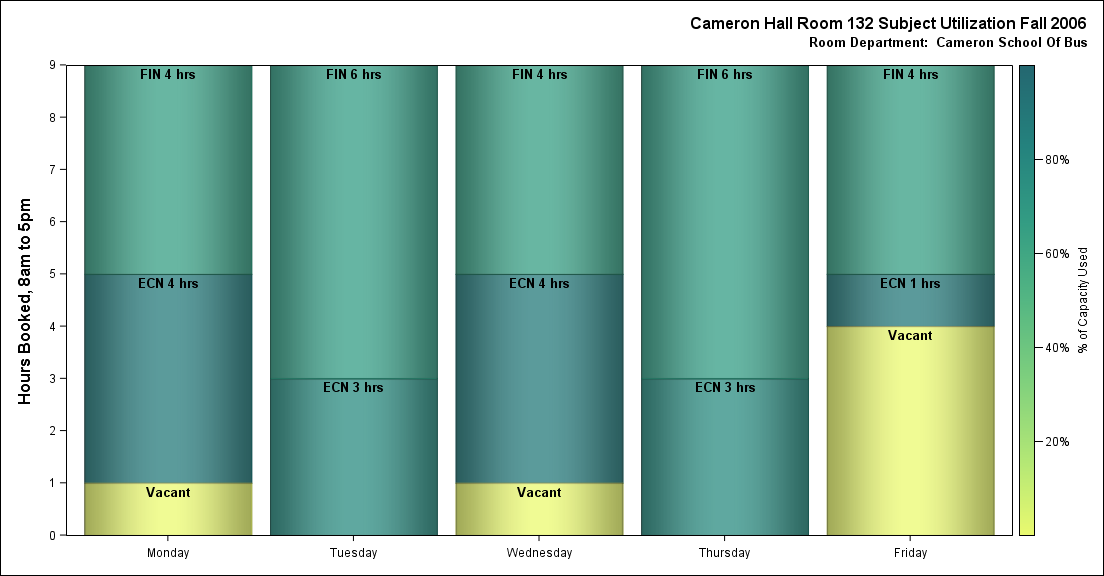 Cameron Hall Room 132 Subject Utilization Fall 2006
Room Department:  Cameron School Of Bus
Hours Booked, 8am to 5pm
9
8
7
6
5
4
3
2
1
0
FIN 4 hrs
ECN 4 hrs
Vacant
FIN 6 hrs
ECN 3 hrs
FIN 4 hrs
ECN 4 hrs
Vacant
FIN 6 hrs
ECN 3 hrs
FIN 4 hrs
ECN 1 hrs
Vacant
Monday
Tuesday
Wednesday
Thursday
Friday
80%
60%
40%
20%
% of Capacity Used